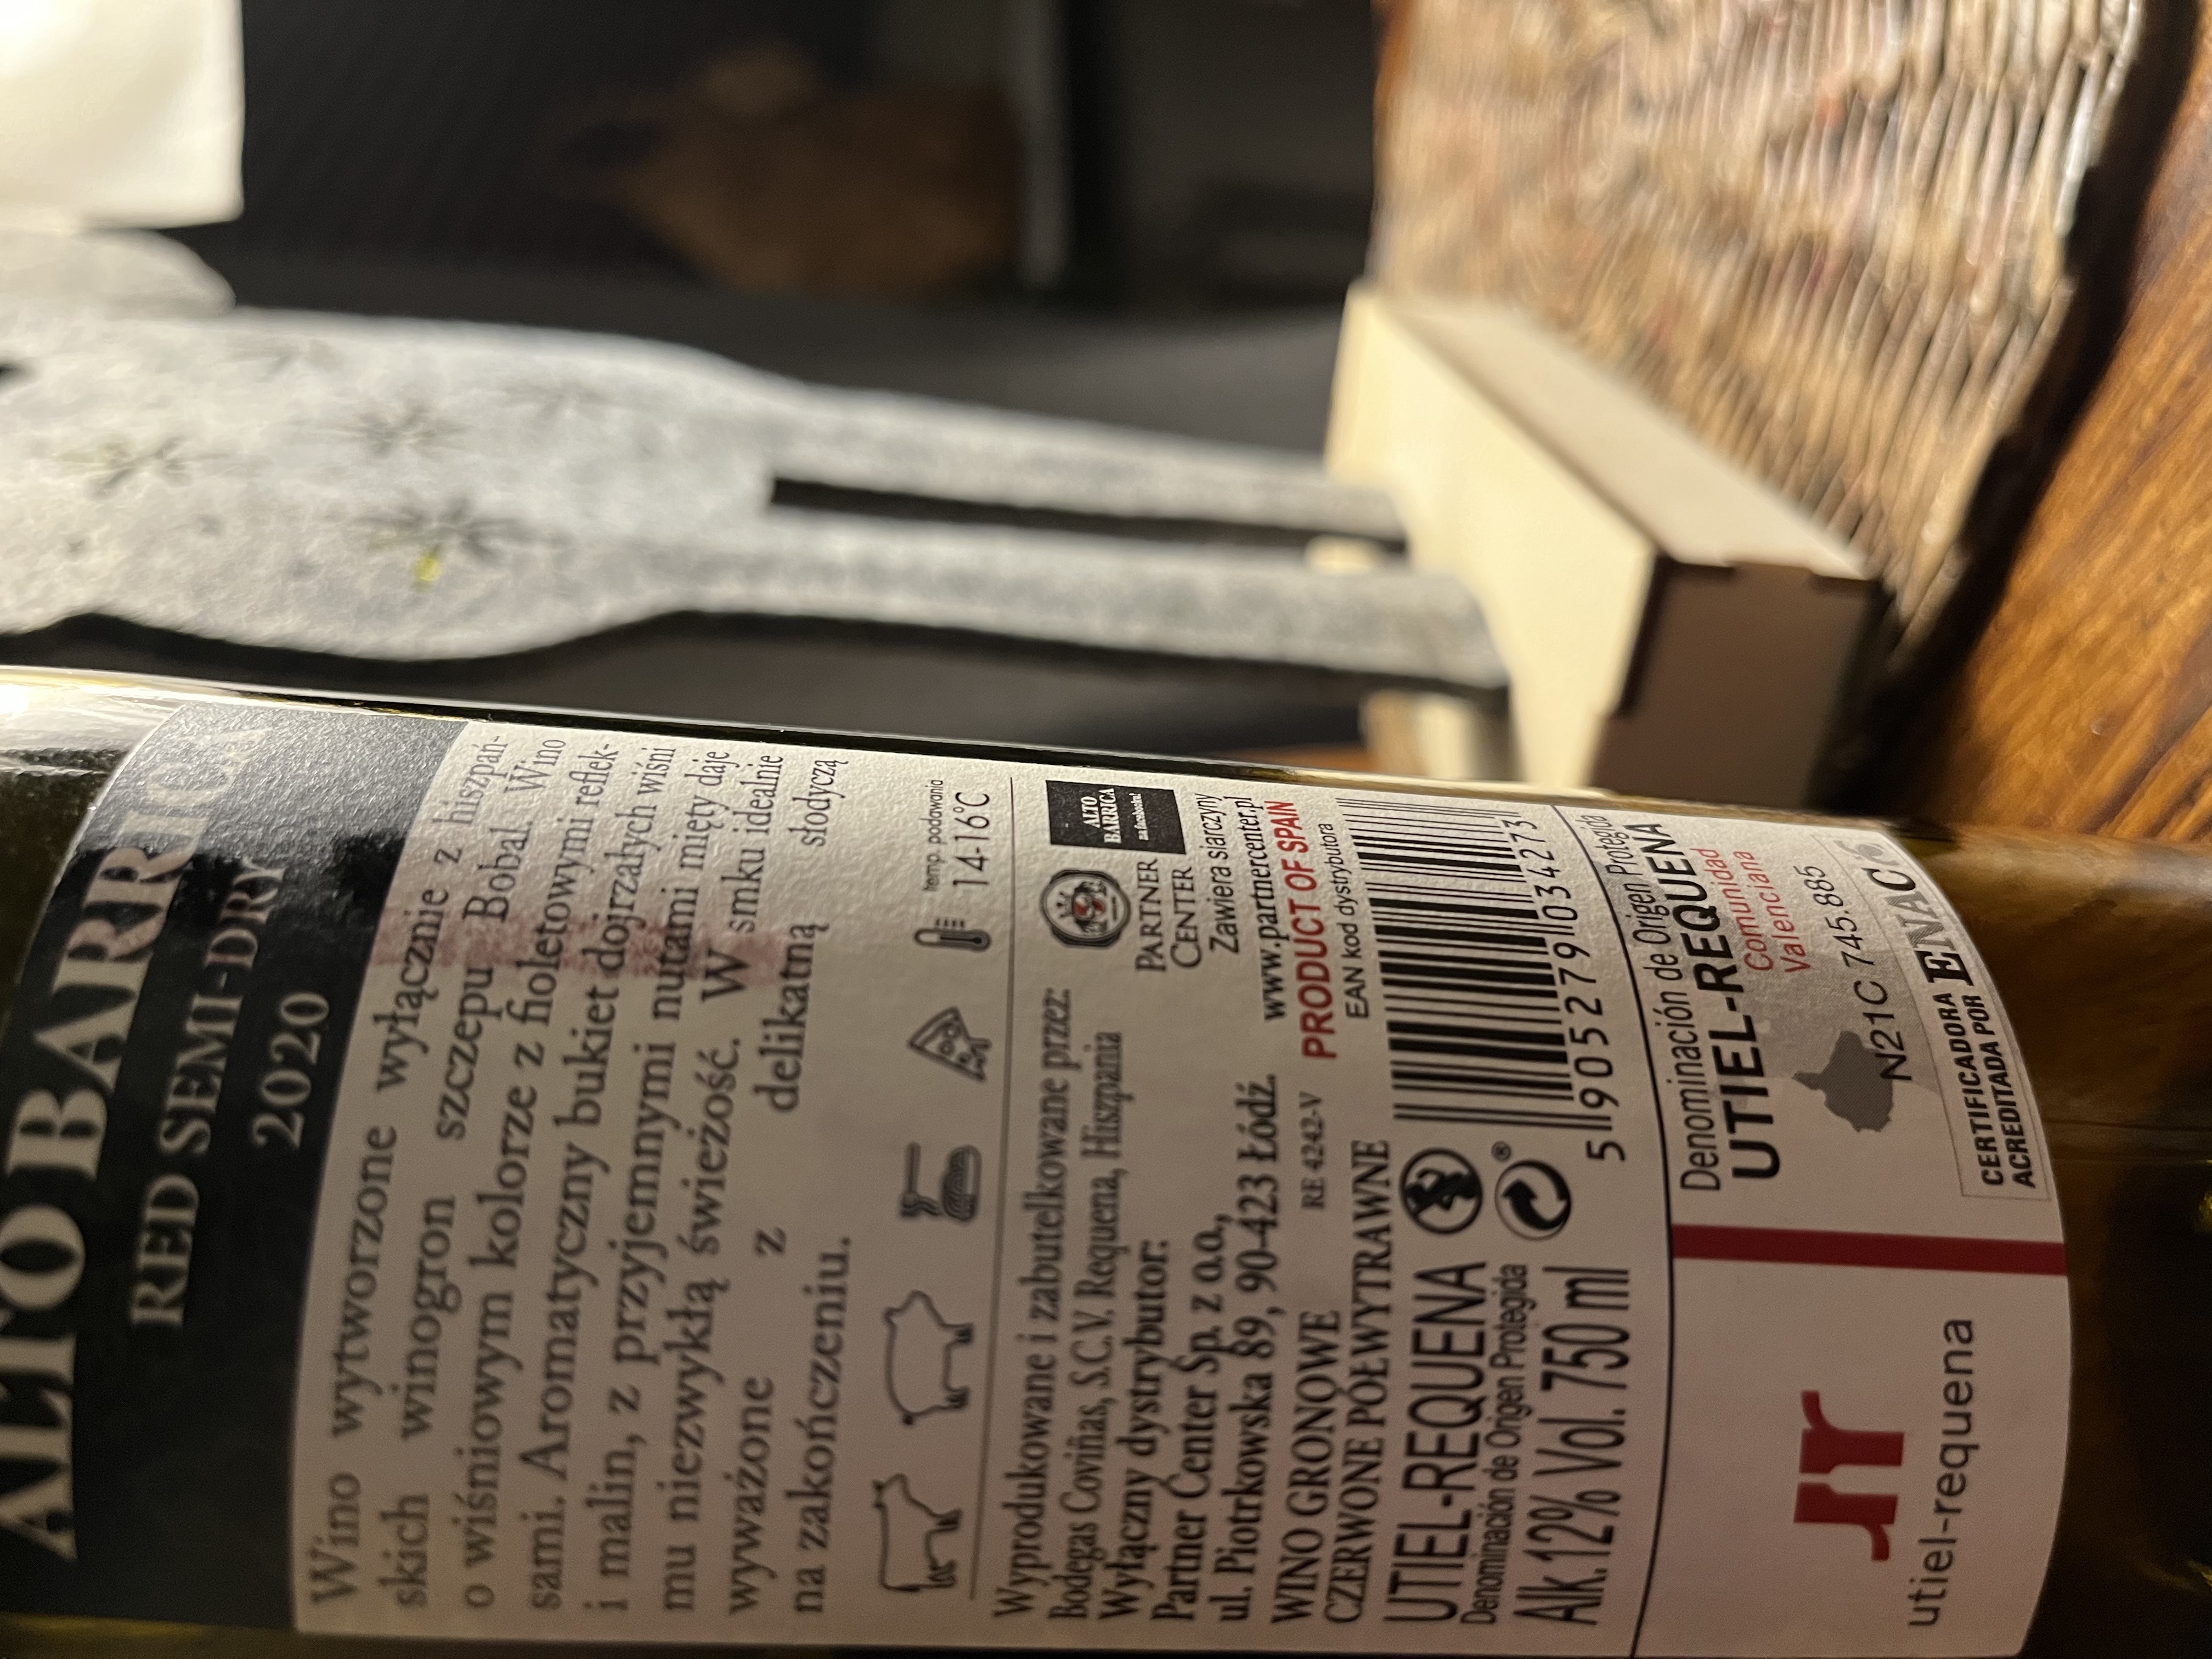 ALTO BARRICA
RED SEMI-DRY
2020
Wino wytworzone wyłącznie z hiszpań-
skich winogron szczepu Bobal. Wino
o wiśniowym kolorze z fioletowymi reflek-
sami. Aromatyczny bukiet dojrzałych wiśni
i malin, z przyjemnymi nutami mięty daje
mu niezwykłą świeżość. W smku idealnie
wyważone z delikatną słodyczą
na zakończeniu.
temp. podawania
14-16°C
Wyprodukowane i zabutelkowane przez:
Bodegas Coviñas, S.C.V. Requena, Hiszpania
Wyłączny dystrybutor:
Partner Center Sp. z o.o.,
ul. Piotrkowska 89, 90-423 Łódź.
WINO GRONOWE
RE 4242-V
CZERWONE PÓŁWYTRAWNE
UTIEL-REQUENA
Denominación de Origen Protegida
Alk.12% Vol. 750 ml
PARTNER
CENTER
ALTO
BARRICA
Zawiera siarczyny
www.partnercenter.pl
PRODUCT OF SPAIN
EAN kod dystrybutora
5 905279 034273
utiel-requena
Denominación de Origen Protegida
UTIEL-REQUENA
Comunidad
Valenciana
N21C 745.885
CERTIFICADORA
ACREDITADA POR
ENAC